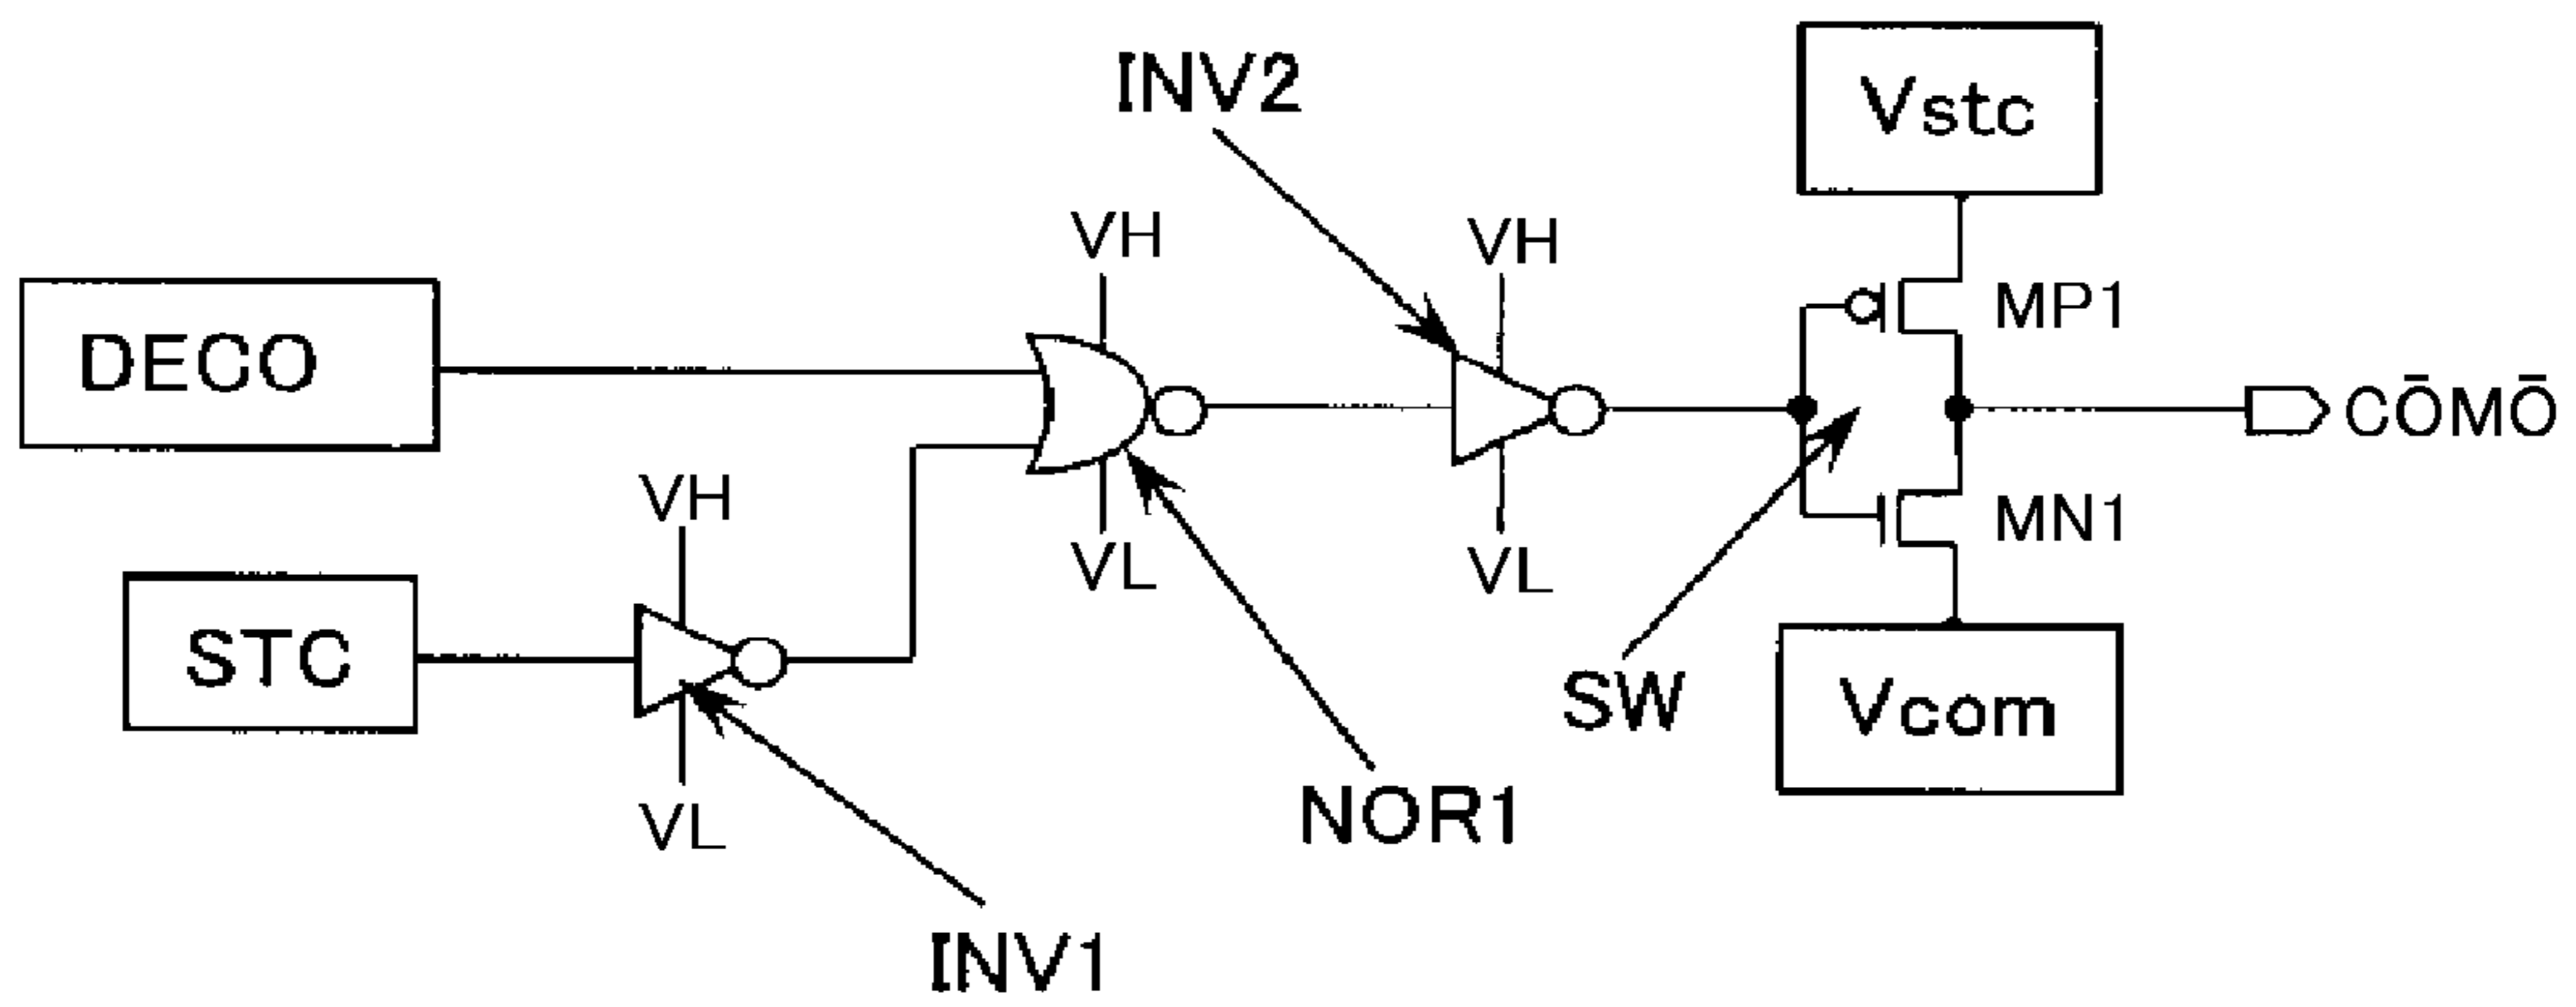 INV2
Vstc
VH
VH
DECO
MP1
CŌMŌ
VH
VL
VL
MN1
STC
SW
Vcom
VL
NOR1
INV1